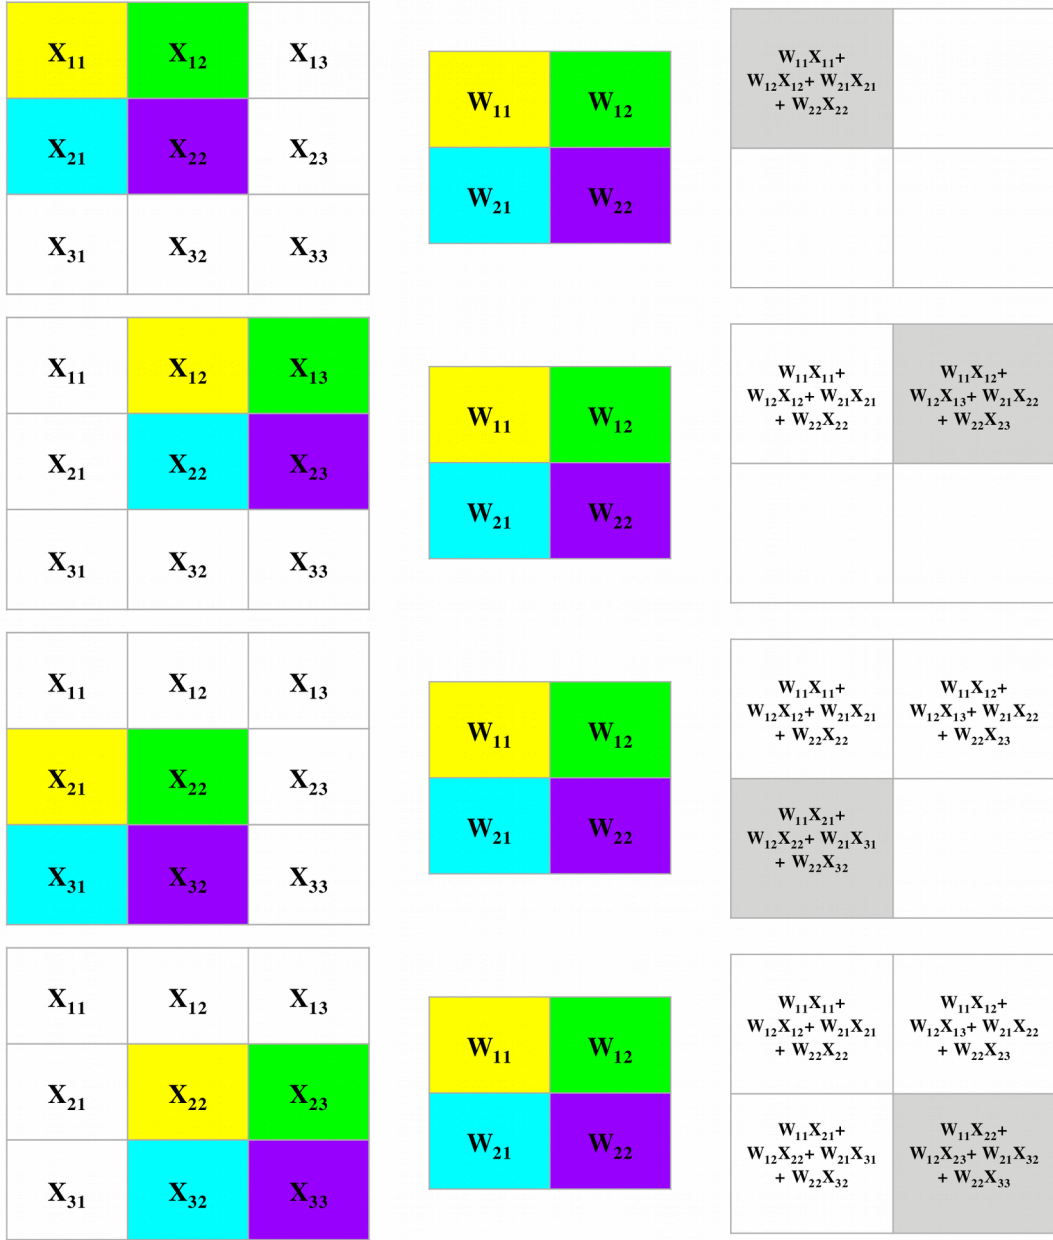 X₁₁ X₁₂ X₁₃
X₂₁ X₂₂ X₂₃
X₃₁ X₃₂ X₃₃
W₁₁ W₁₂
W₂₁ W₂₂
W₁₁X₁₁+
W₁₂X₁₂+ W₂₁X₂₁
+ W₂₂X₂₂
X₁₁ X₁₂ X₁₃
X₂₁ X₂₂ X₂₃
X₃₁ X₃₂ X₃₃
W₁₁ W₁₂
W₂₁ W₂₂
W₁₁X₁₁+
W₁₂X₁₂+ W₂₁X₂₁
+ W₂₂X₂₂
W₁₁X₁₂+
W₁₂X₁₃+ W₂₁X₂₂
+ W₂₂X₂₃
X₁₁ X₁₂ X₁₃
X₂₁ X₂₂ X₂₃
X₃₁ X₃₂ X₃₃
W₁₁ W₁₂
W₂₁ W₂₂
W₁₁X₁₁+
W₁₂X₁₂+ W₂₁X₂₁
+ W₂₂X₂₂
W₁₁X₁₂+
W₁₂X₁₃+ W₂₁X₂₂
+ W₂₂X₂₃
W₁₁X₂₁+
W₁₂X₂₂+ W₂₁X₃₁
+ W₂₂X₃₂
X₁₁ X₁₂ X₁₃
X₂₁ X₂₂ X₂₃
X₃₁ X₃₂ X₃₃
W₁₁ W₁₂
W₂₁ W₂₂
W₁₁X₁₁+
W₁₂X₁₂+ W₂₁X₂₁
+ W₂₂X₂₂
W₁₁X₁₂+
W₁₂X₁₃+ W₂₁X₂₂
+ W₂₂X₂₃
W₁₁X₂₁+
W₁₂X₂₂+ W₂₁X₃₁
+ W₂₂X₃₂
W₁₁X₂₂+
W₁₂X₂₃+ W₂₁X₃₂
+ W₂₂X₃₃